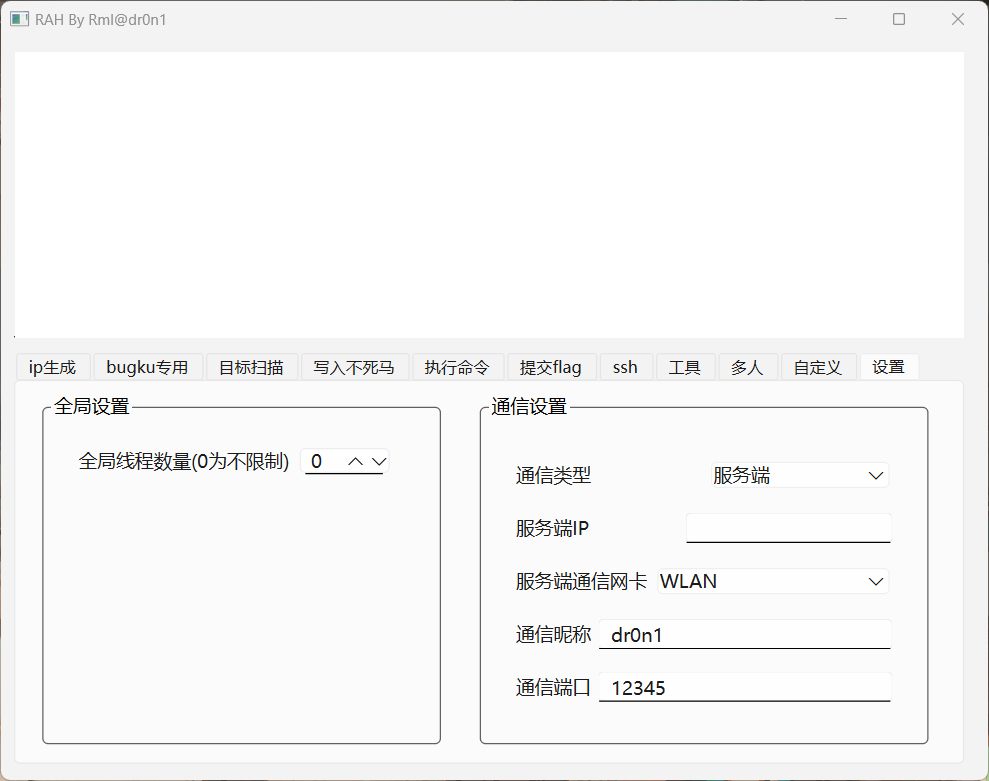 RAH By Rml@dr0n1
ip生成 bugku专用 目标扫描 写入不死马 执行命令 提交flag ssh 工具 多人 自定义 设置
全局设置
全局线程数量(0为不限制) 0
通信设置
通信类型 服务端
服务端IP
服务端通信网卡 WLAN
通信昵称 dr0n1
通信端口 12345